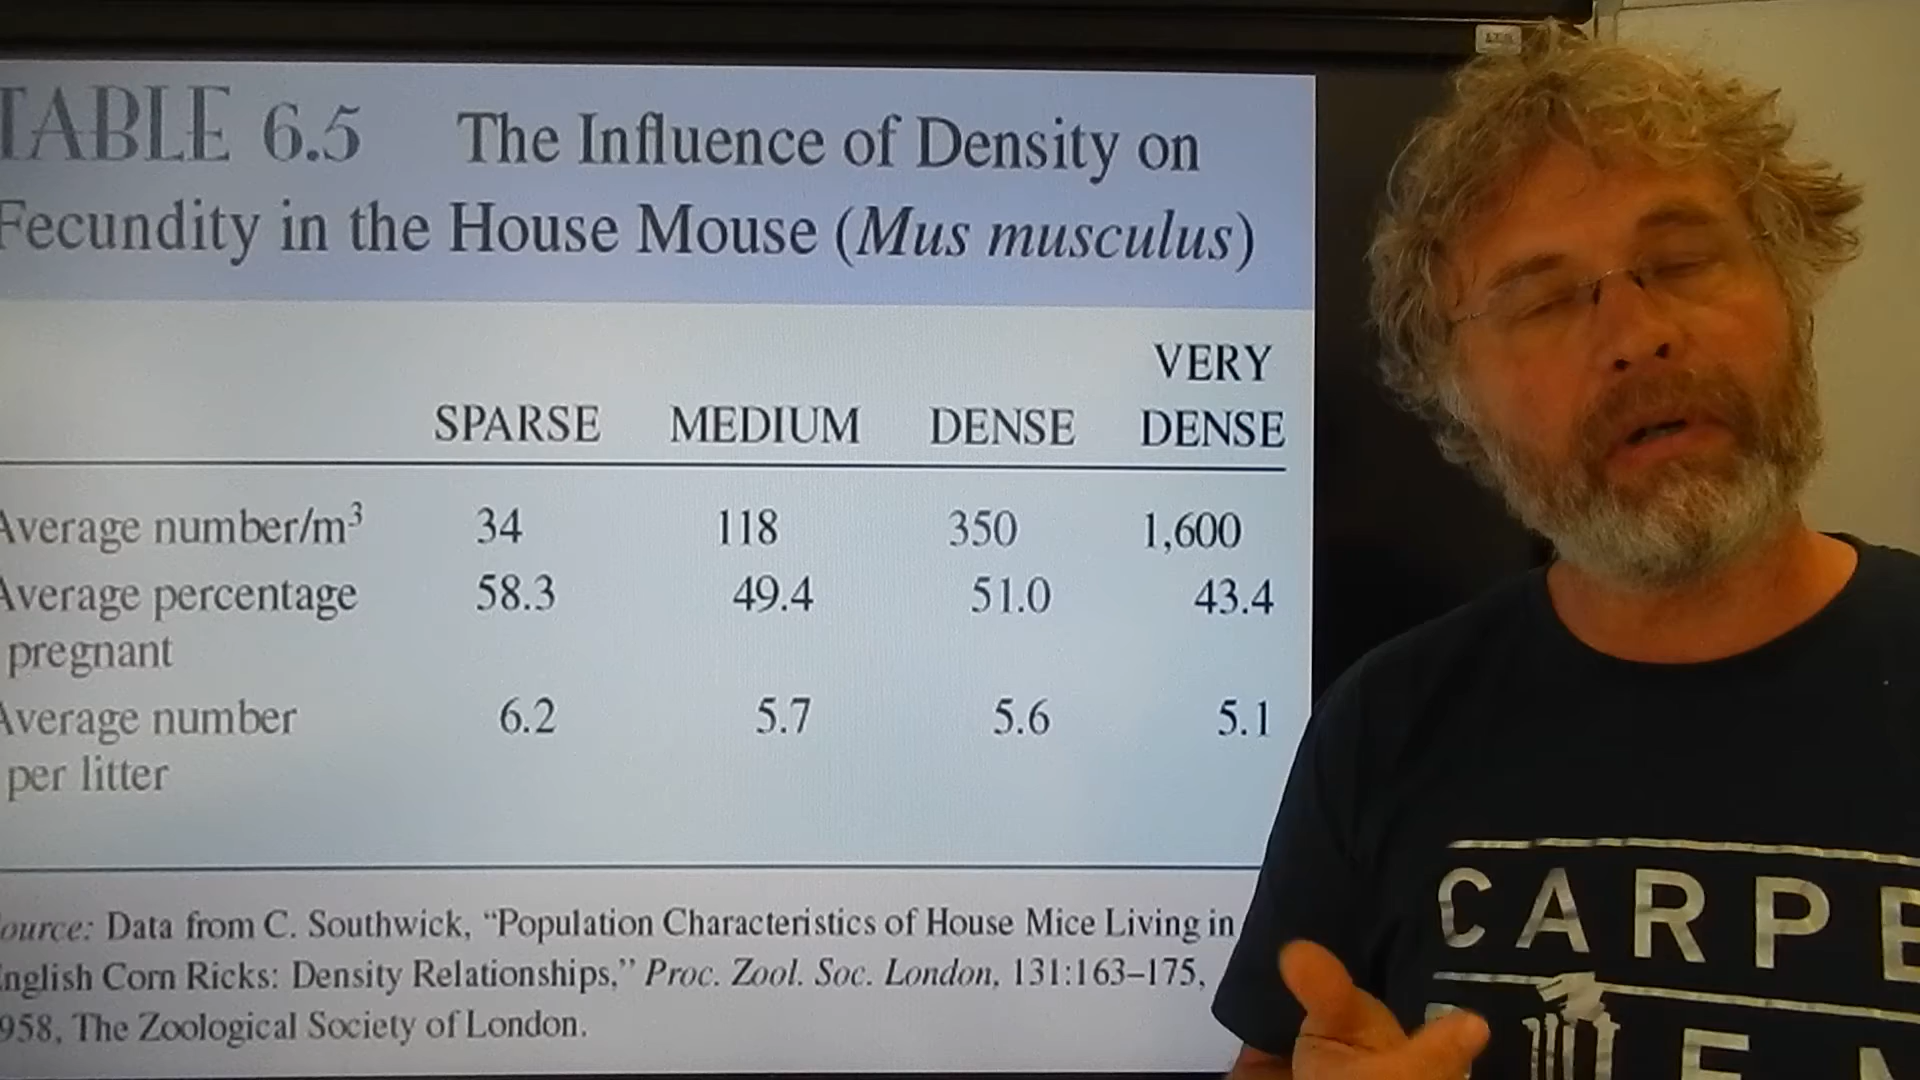 TABLE 6.5 The Influence of Density on
Fecundity in the House Mouse (Mus musculus)
VERY
SPARSE MEDIUM DENSE DENSE
Average number/m³ 34 118 350 1,600
Average percentage 58.3 49.4 51.0 43.4
pregnant
Average number 6.2 5.7 5.6 5.1
per litter
ource: Data from C. Southwick, “Population Characteristics of House Mice Living in
nglish Corn Ricks: Density Relationships,” Proc. Zool. Soc. London, 131:163–175,
958, The Zoological Society of London.
CARPE